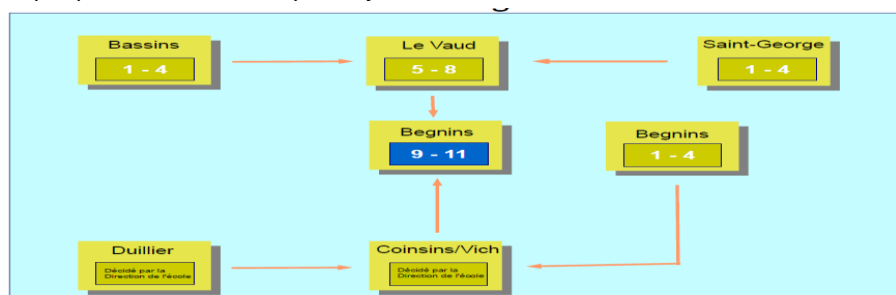 Bassins
1 - 4
Le Vaud
5 - 8
Saint-George
1 - 4
Begnins
9 - 11
Begnins
1 - 4
Duillier
Décidé par la
Direction de l'école
Coinsins/Vich
Décidé par la
Direction de l'école